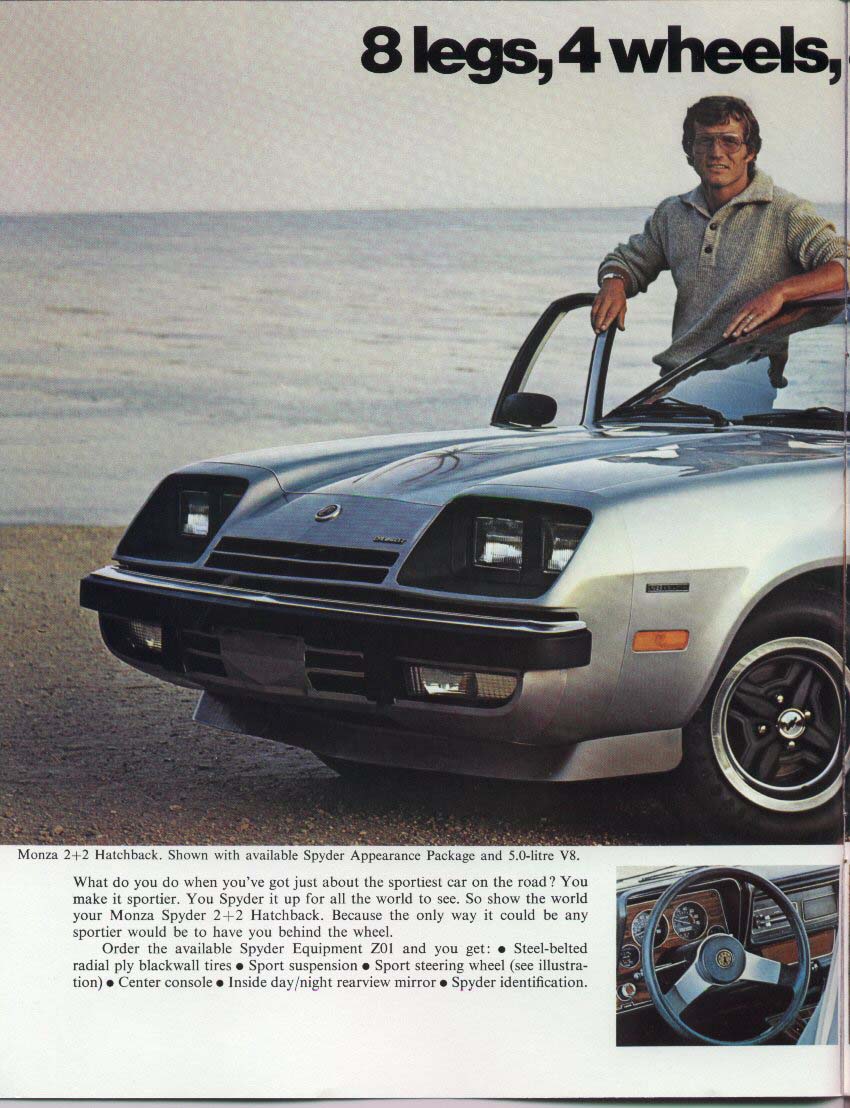 8 legs, 4 wheels,
Monza 2+2 Hatchback. Shown with available Spyder Appearance Package and 5.0-litre V8.
What do you do when you've got just about the sportiest car on the road? You
make it sportier. You Spyder it up for all the world to see. So show the world
your Monza Spyder 2+2 Hatchback. Because the only way it could be any
sportier would be to have you behind the wheel.
Order the available Spyder Equipment Z01 and you get: ● Steel-belted
radial ply blackwall tires ● Sport suspension ● Sport steering wheel (see illustra-
tion) ● Center console ● Inside day/night rearview mirror ● Spyder identification.